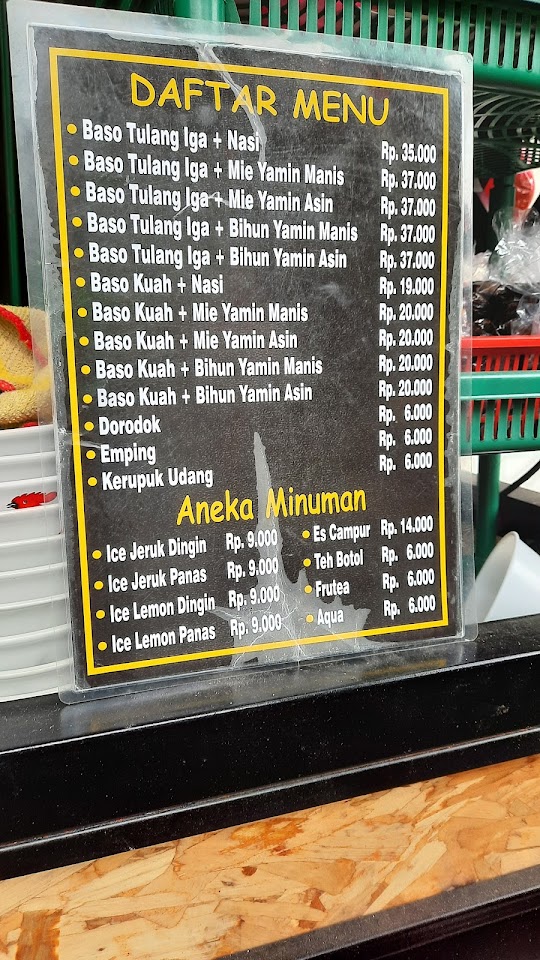 DAFTAR MENU
• Baso Tulang Iga + Nasi Rp. 35.000
• Baso Tulang Iga + Mie Yamin Manis Rp. 37.000
• Baso Tulang Iga + Mie Yamin Asin Rp. 37.000
• Baso Tulang Iga + Bihun Yamin Manis Rp. 37.000
• Baso Tulang Iga + Bihun Yamin Asin Rp. 37.000
• Baso Kuah + Nasi Rp. 19.000
• Baso Kuah + Mie Yamin Manis Rp. 20.000
• Baso Kuah + Mie Yamin Asin Rp. 20.000
• Baso Kuah + Bihun Yamin Manis Rp. 20.000
• Baso Kuah + Bihun Yamin Asin Rp. 20.000
• Dorodok Rp. 6.000
• Emping Rp. 6.000
• Kerupuk Udang Rp. 6.000
Aneka Minuman
• Ice Jeruk Dingin Rp. 9.000
• Ice Jeruk Panas Rp. 9.000
• Ice Lemon Dingin Rp. 9.000
• Ice Lemon Panas Rp. 9.000
• Es Campur Rp. 14.000
• Teh Botol Rp. 6.000
• Frutea Rp. 6.000
• Aqua Rp. 6.000